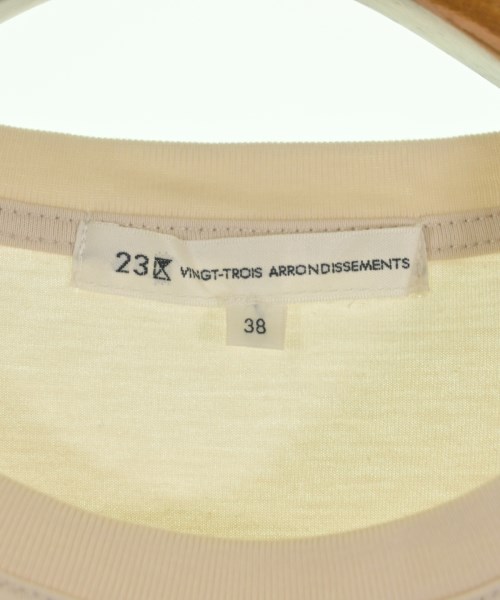 23区 VINGT-TROIS ARRONDISSEMENTS
38